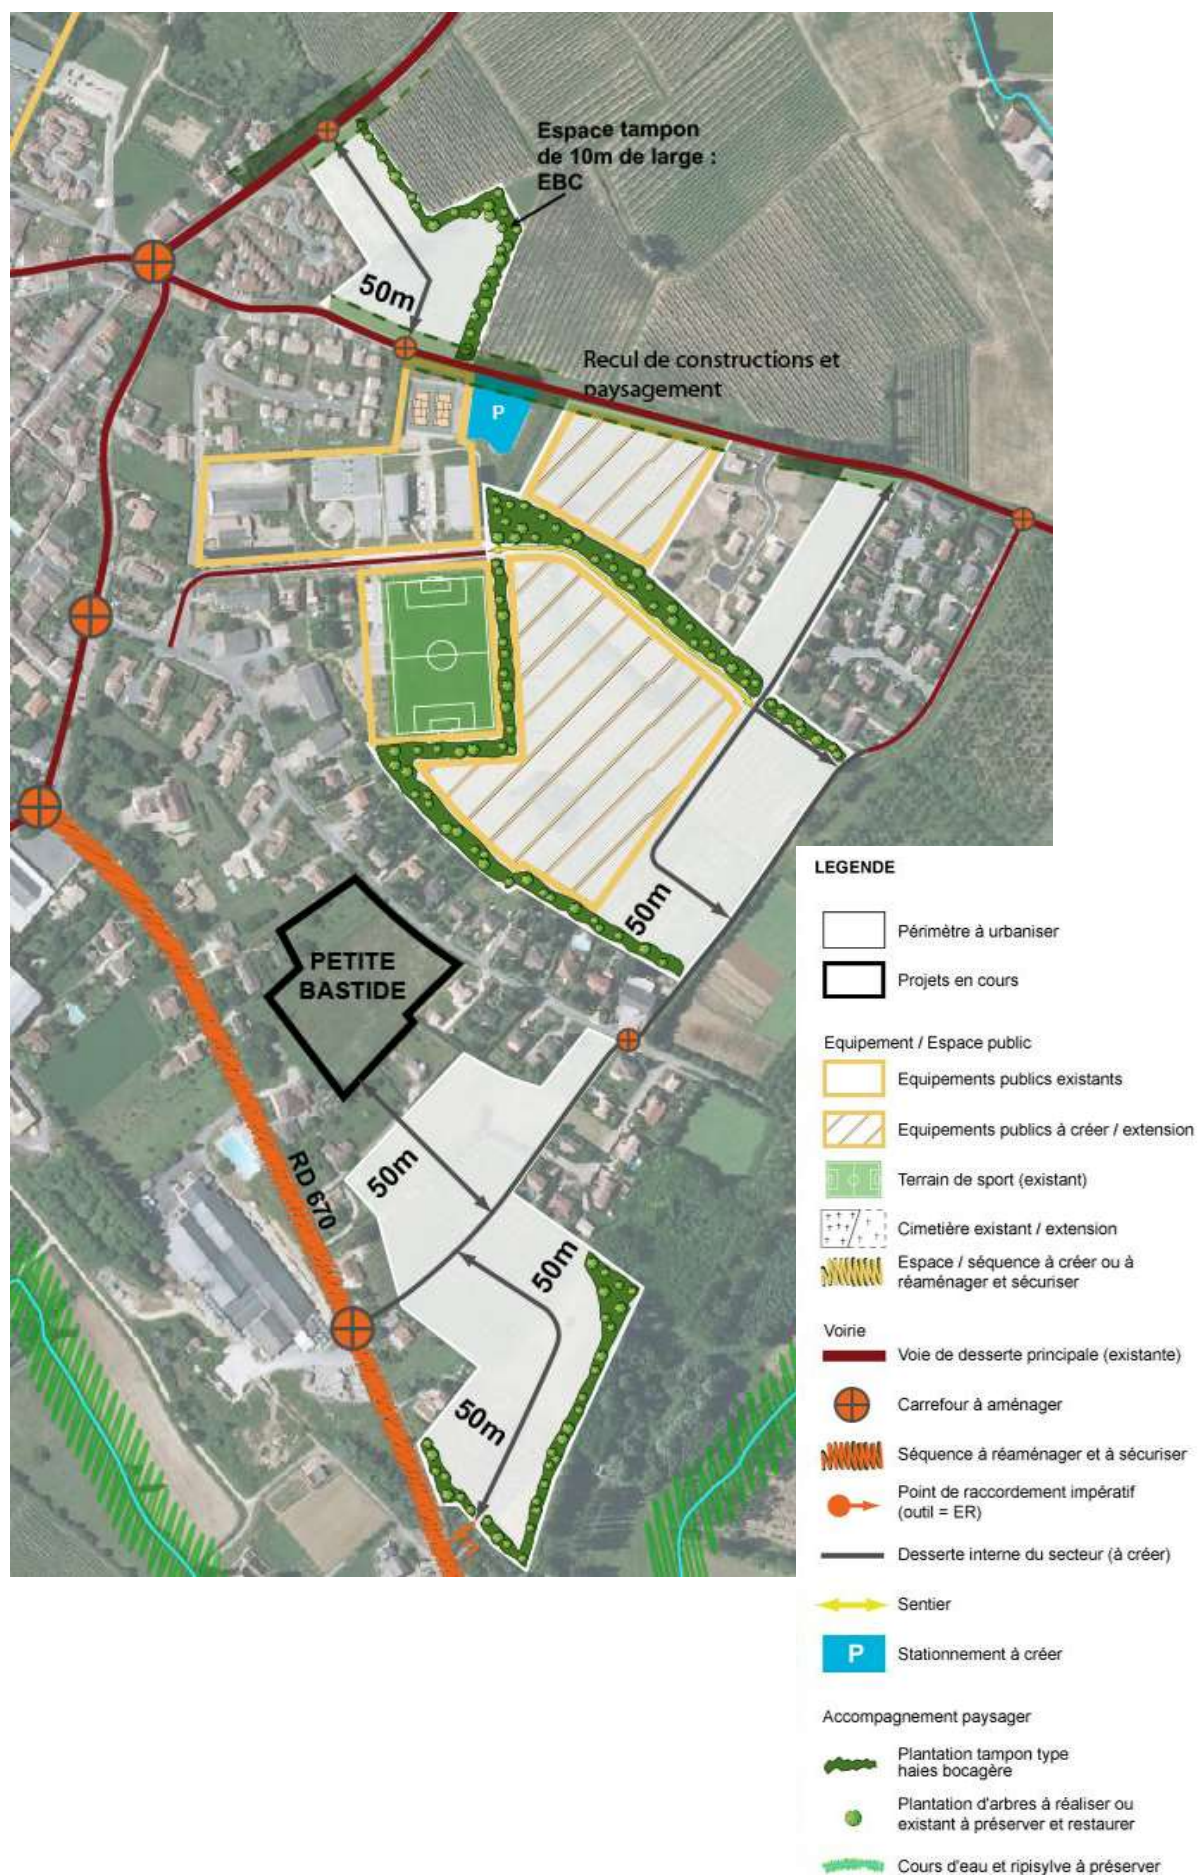 Espace tampon
de 10m de large :
EBC
50m
Recul de constructions et
paysagement
P
50m
PETITE
BASTIDE
50m
RD 670
50m
50m
LEGENDE
Périmètre à urbaniser
Projets en cours
Equipement / Espace public
Equipements publics existants
Equipements publics à créer / extension
Terrain de sport (existant)
Cimetière existant / extension
Espace / séquence à créer ou à
réaménager et sécuriser
Voirie
Voie de desserte principale (existante)
Carrefour à aménager
Séquence à réaménager et à sécuriser
Point de raccordement impératif
(outil = ER)
Desserte interne du secteur (à créer)
Sentier
P
Stationnement à créer
Accompagnement paysager
Plantation tampon type
haies bocagère
Plantation d'arbres à réaliser ou
existant à préserver et restaurer
Cours d'eau et ripisylve à préserver